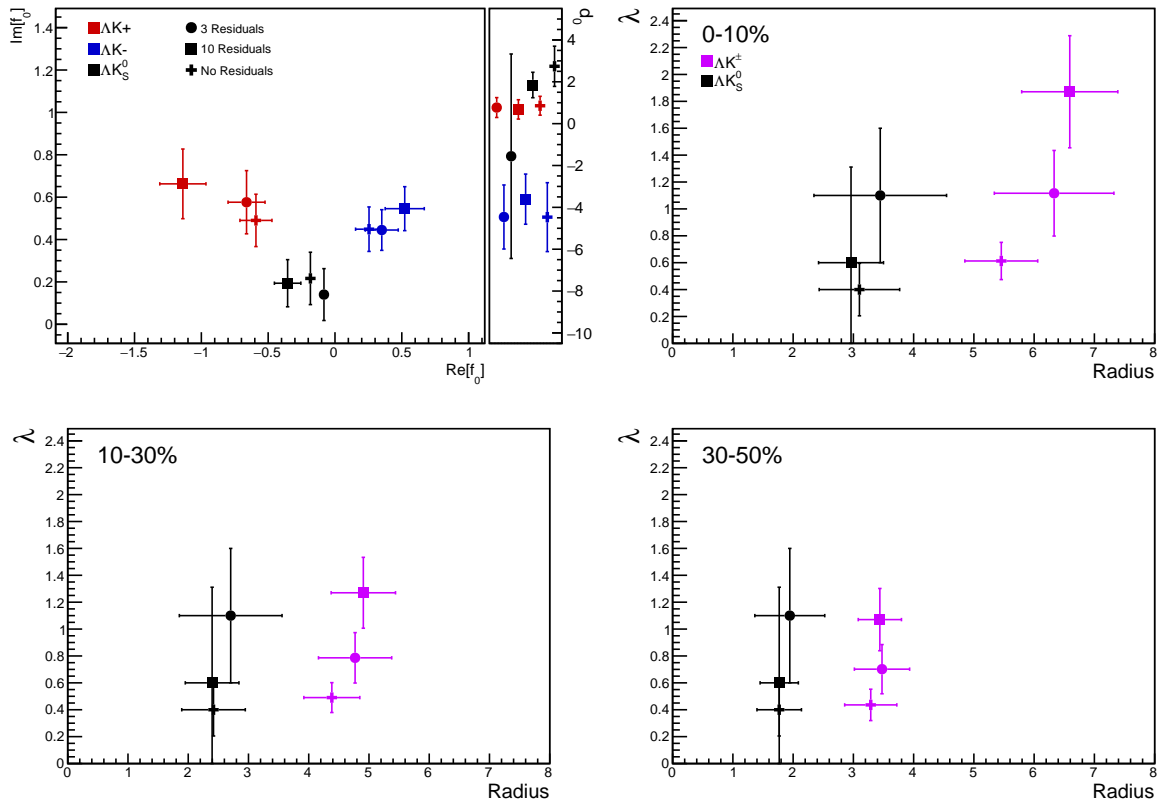 Im[f₀]
1.4
1.2
1
0.8
0.6
0.4
0.2
0
ΛK+
ΛK-
ΛK⁰_S
3 Residuals
10 Residuals
No Residuals
−2 −1.5 −1 −0.5 0 0.5 1
Re[f₀]
d₀
4
2
0
−2
−4
−6
−8
−10
λ
0-10%
ΛK±
ΛK⁰_S
2.4
2.2
2
1.8
1.6
1.4
1.2
1
0.8
0.6
0.4
0.2
0
0 1 2 3 4 5 6 7 8
Radius
λ
10-30%
2.4
2.2
2
1.8
1.6
1.4
1.2
1
0.8
0.6
0.4
0.2
0
0 1 2 3 4 5 6 7 8
Radius
λ
30-50%
2.4
2.2
2
1.8
1.6
1.4
1.2
1
0.8
0.6
0.4
0.2
0
0 1 2 3 4 5 6 7 8
Radius